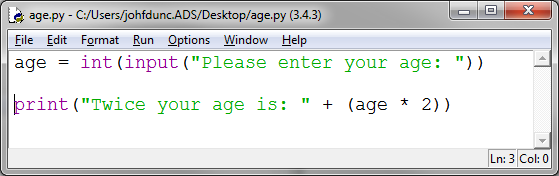 age.py - C:/Users/johfdunc.ADS/Desktop/age.py (3.4.3)
File Edit Format Run Options Window Help
age = int(input("Please enter your age: "))
print("Twice your age is: " + (age * 2))
Ln: 3 Col: 0